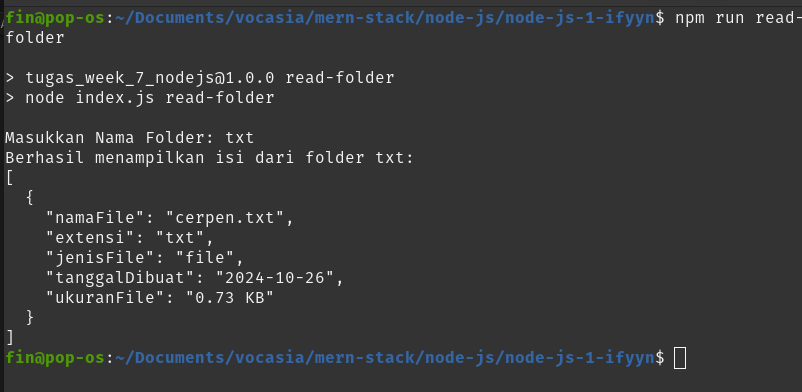 fin@pop-os:~/Documents/vocasia/mern-stack/node-js/node-js-1-ifyyn$ npm run read-
folder

> tugas_week_7_nodejs@1.0.0 read-folder
> node index.js read-folder

Masukkan Nama Folder: txt
Berhasil menampilkan isi dari folder txt:
[
  {
    "namaFile": "cerpen.txt",
    "extensi": "txt",
    "jenisFile": "file",
    "tanggalDibuat": "2024-10-26",
    "ukuranFile": "0.73 KB"
  }
]
fin@pop-os:~/Documents/vocasia/mern-stack/node-js/node-js-1-ifyyn$